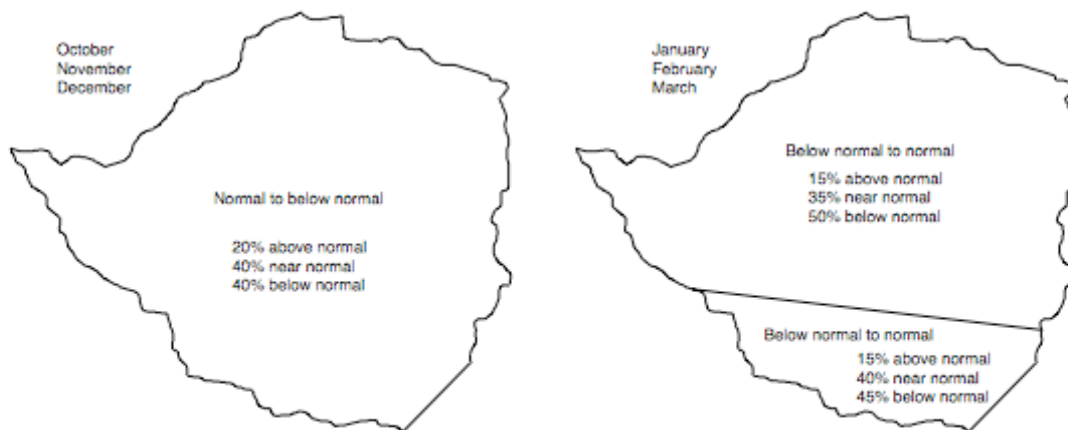 October
November
December
Normal to below normal
20% above normal
40% near normal
40% below normal
January
February
March
Below normal to normal
15% above normal
35% near normal
50% below normal
Below normal to normal
15% above normal
40% near normal
45% below normal